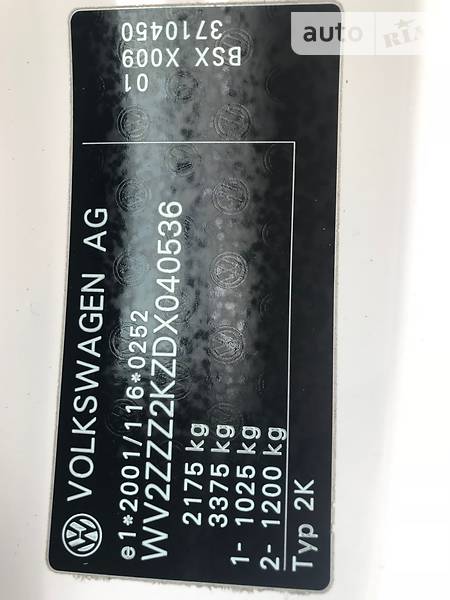 VOLKSWAGEN AG
e1*2001/116*0252
WV2ZZZ2KZDX040536
2175 kg
3375 kg
1- 1025 kg
2- 1200 kg
Typ 2K
01
BSX X009
3710450
auto RIA